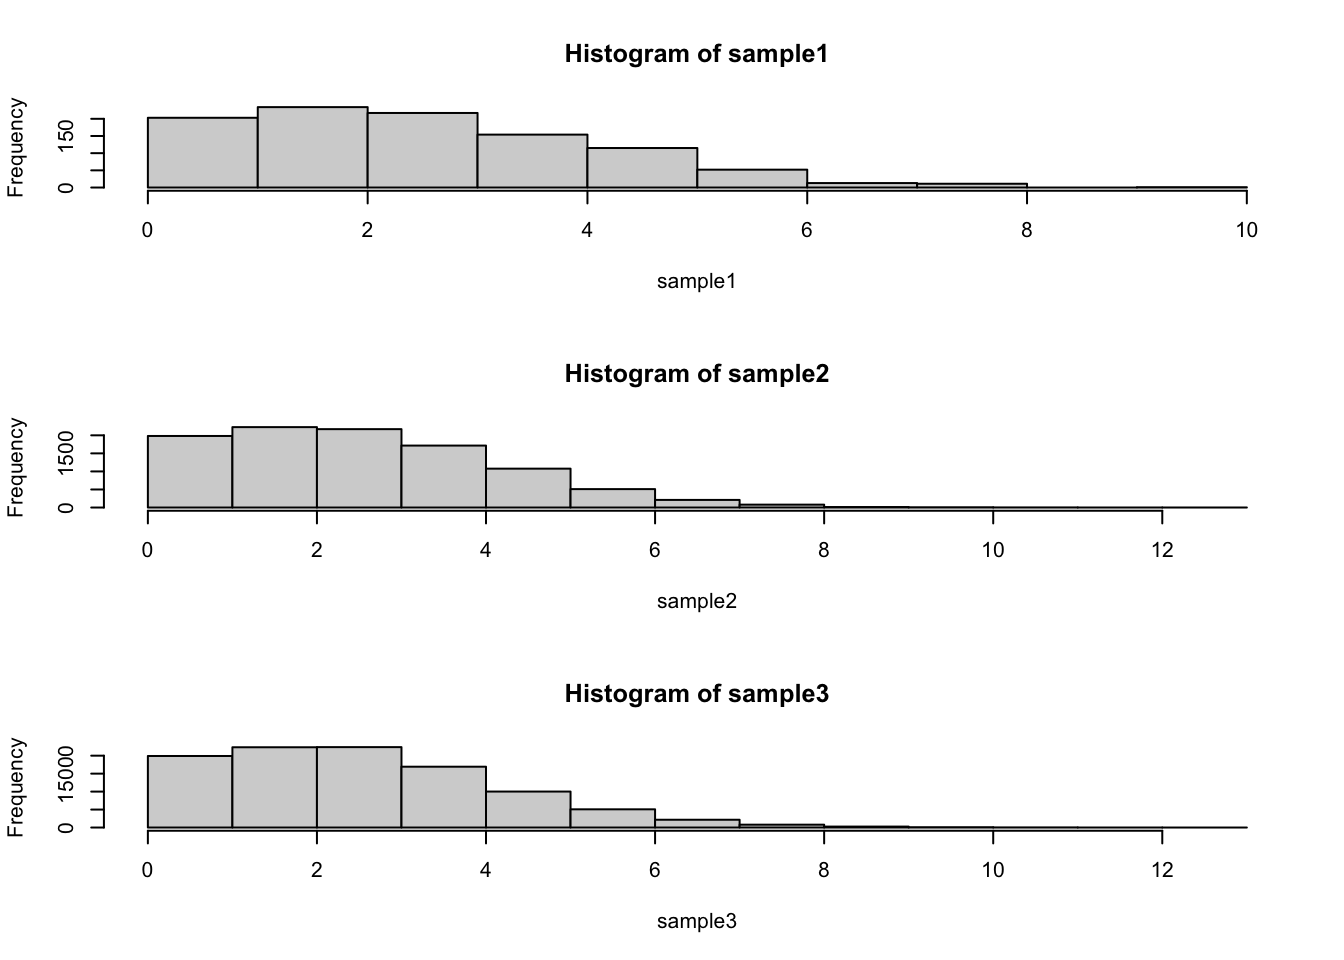 Histogram of sample1
Frequency
0 150
0 2 4 6 8 10
sample1
Histogram of sample2
Frequency
0 1500
0 2 4 6 8 10 12
sample2
Histogram of sample3
Frequency
0 15000
0 2 4 6 8 10 12
sample3